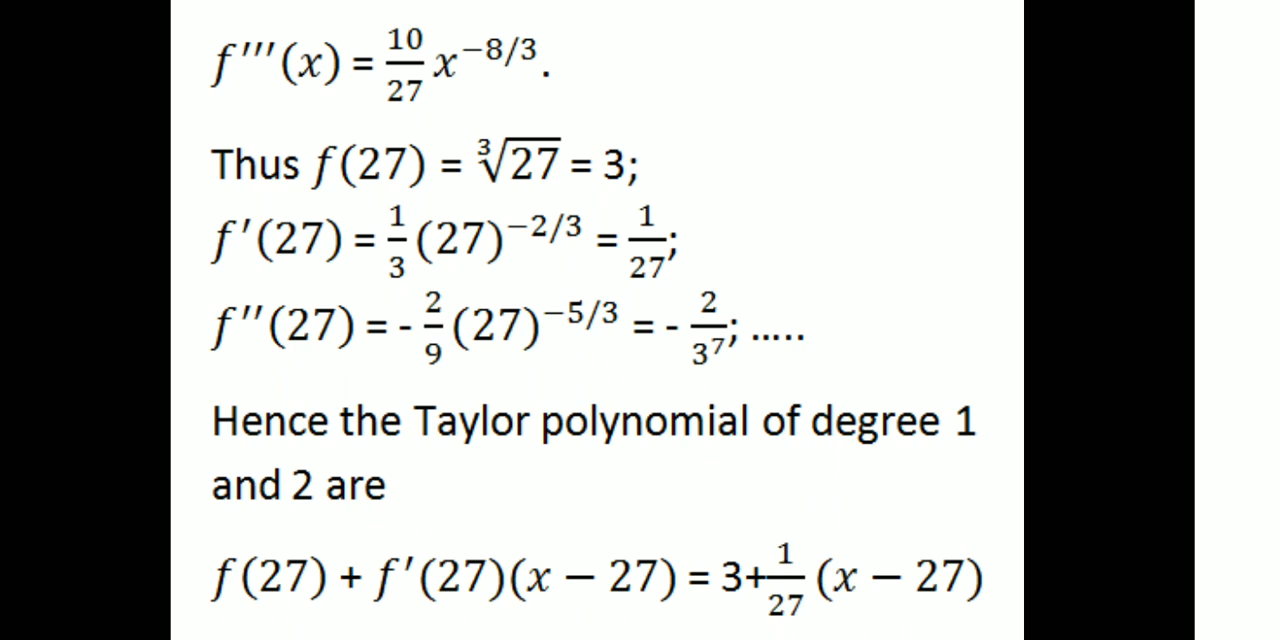 f'''(x) = 10/27 x^{-8/3}.
Thus f(27) = ∛27 = 3;
f'(27) = 1/3 (27)^{-2/3} = 1/27;
f''(27) = - 2/9 (27)^{-5/3} = - 2/3^7; .....
Hence the Taylor polynomial of degree 1
and 2 are
f(27) + f'(27)(x − 27) = 3+1/27 (x − 27)